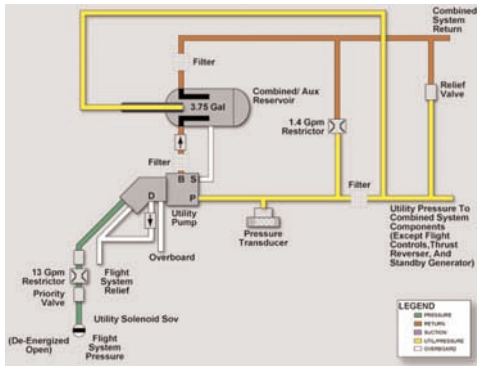 Combined
System
Return
Filter
Combined/ Aux
Reservoir
3.75 Gal
Relief
Valve
1.4 Gpm
Restrictor
Filter
B S
D
P
Filter
Utility
Pump
Pressure
Transducer
Utility Pressure To
Combined System
Components
(Except Flight
Controls,Thrust
Reverser, And
Standby Generator)
Overboard
13 Gpm
Restrictor
Flight
System
Relief
Priority
Valve
Utility Solenoid Sov
(De-Energized
Open)
Flight
System
Pressure
LEGEND
PRESSURE
RETURN
SUCTION
UTIL/PRESSURE
OVERBOARD